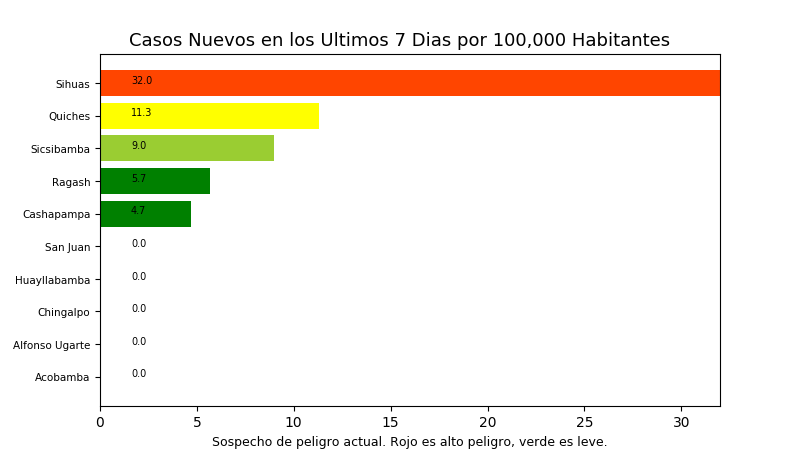 Casos Nuevos en los Ultimos 7 Dias por 100,000 Habitantes
Sihuas 32.0
Quiches 11.3
Sicsibamba 9.0
Ragash 5.7
Cashapampa 4.7
San Juan 0.0
Huayllabamba 0.0
Chingalpo 0.0
Alfonso Ugarte 0.0
Acobamba 0.0
0 5 10 15 20 25 30
Sospecho de peligro actual. Rojo es alto peligro, verde es leve.